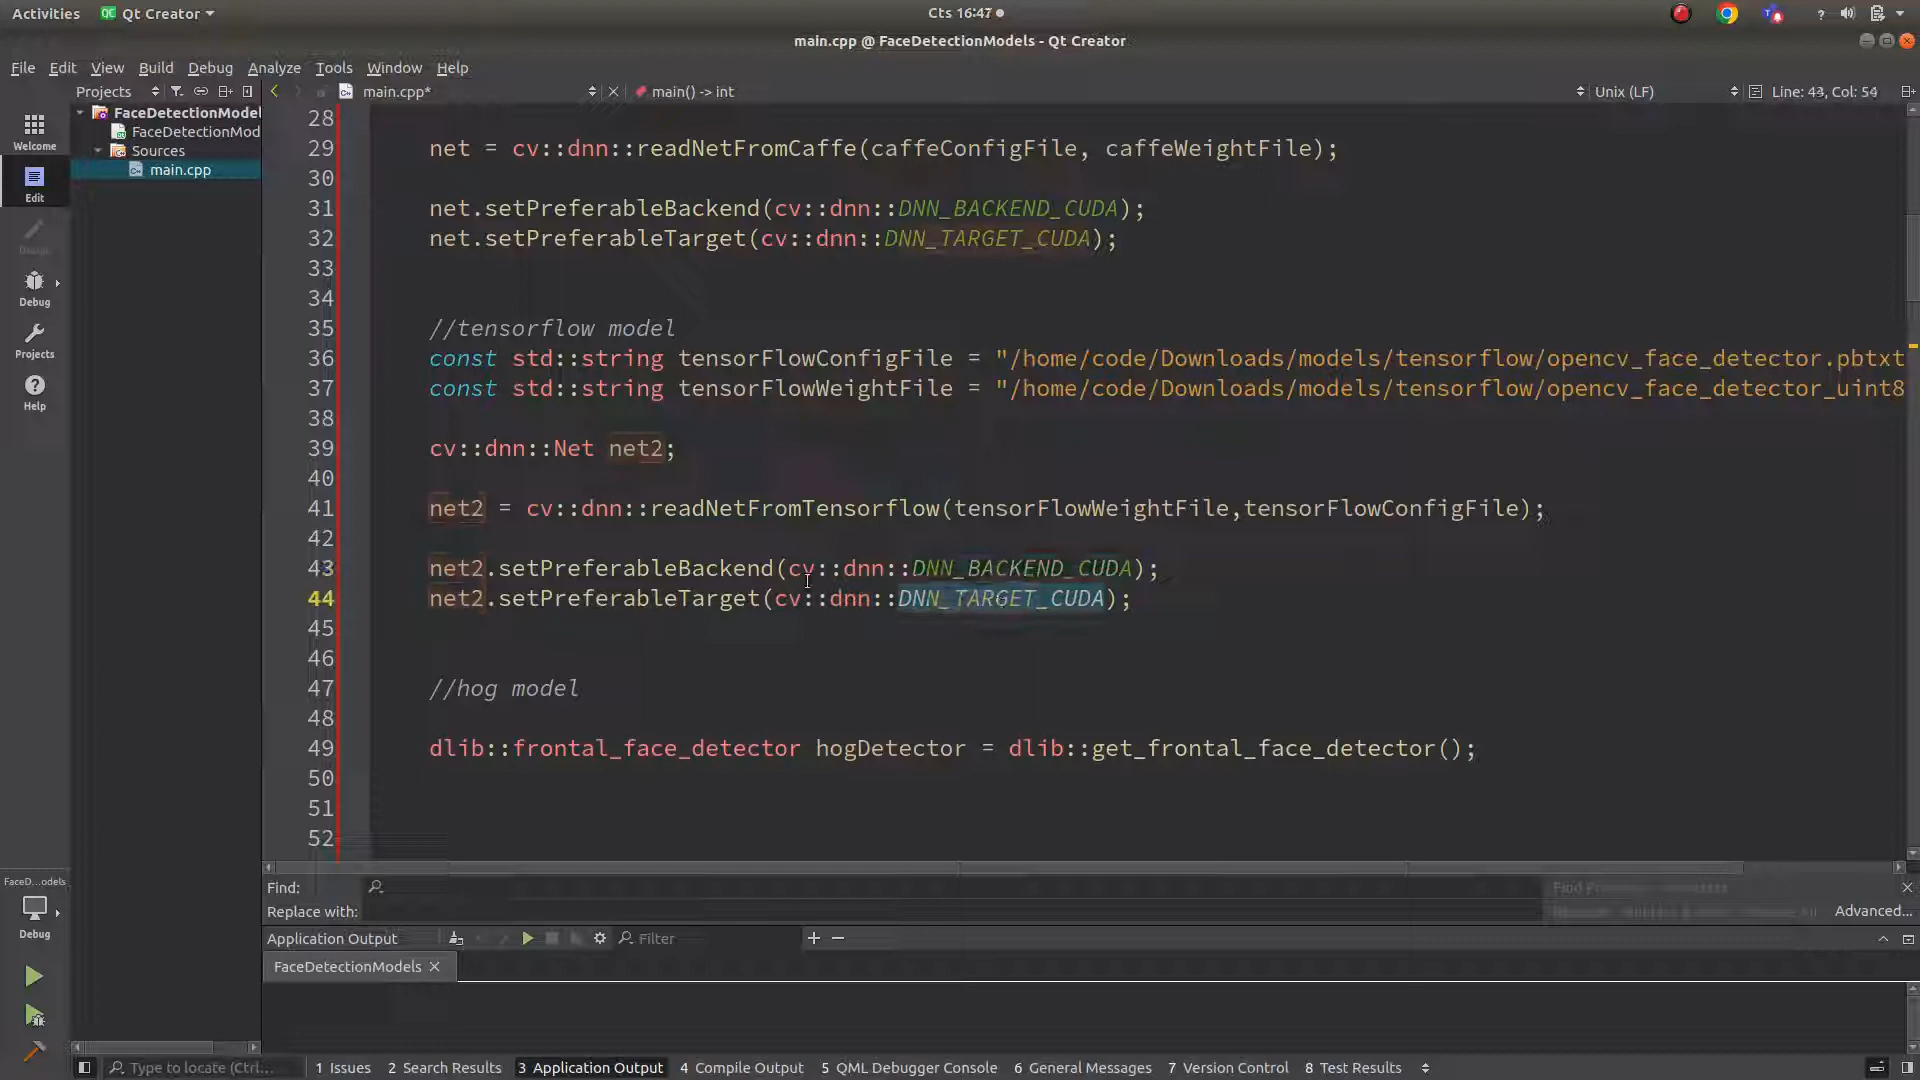 Activities
Qt Creator
Cts 16:47
main.cpp @ FaceDetectionModels - Qt Creator
File Edit View Build Debug Analyze Tools Window Help
Projects
main.cpp*
main() -> int
Unix (LF)
Line: 43, Col: 54
FaceDetectionModel
FaceDetectionMod
Sources
main.cpp
Welcome
Edit
Design
Debug
Projects
Help
28
29 net = cv::dnn::readNetFromCaffe(caffeConfigFile, caffeWeightFile);
30
31 net.setPreferableBackend(cv::dnn::DNN_BACKEND_CUDA);
32 net.setPreferableTarget(cv::dnn::DNN_TARGET_CUDA);
33
34
35 //tensorflow model
36 const std::string tensorFlowConfigFile = "/home/code/Downloads/models/tensorflow/opencv_face_detector.pbtxt
37 const std::string tensorFlowWeightFile = "/home/code/Downloads/models/tensorflow/opencv_face_detector_uint8
38
39 cv::dnn::Net net2;
40
41 net2 = cv::dnn::readNetFromTensorflow(tensorFlowWeightFile,tensorFlowConfigFile);
42
43 net2.setPreferableBackend(cv::dnn::DNN_BACKEND_CUDA);
44 net2.setPreferableTarget(cv::dnn::DNN_TARGET_CUDA);
45
46
47 //hog model
48
49 dlib::frontal_face_detector hogDetector = dlib::get_frontal_face_detector();
50
51
52
FaceD...odels
Debug
Find:
Replace with:
Advanced...
Application Output
Filter
FaceDetectionModels
Type to locate (Ctrl...
1 Issues 2 Search Results 3 Application Output 4 Compile Output 5 QML Debugger Console 6 General Messages 7 Version Control 8 Test Results